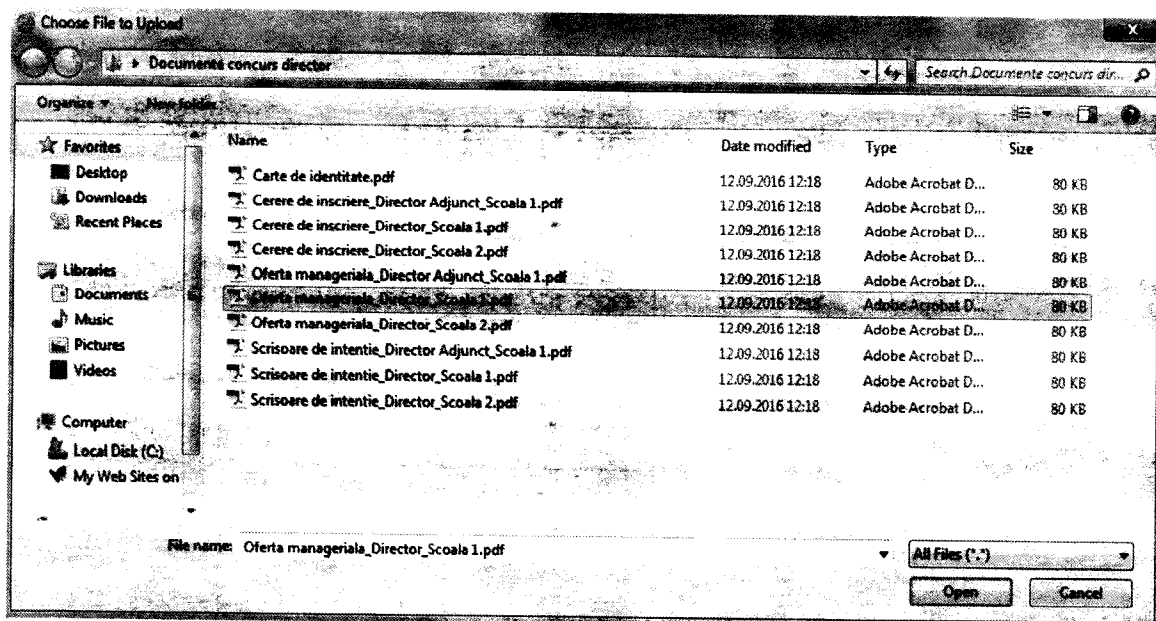 Choose File to Upload
X
Documente concurs director
Search Documente concurs dir...
Organize
New folder
Name
Date modified
Type
Size
Favorites
Desktop
Downloads
Recent Places
Libraries
Documents
Music
Pictures
Videos
Computer
Local Disk (C:)
My Web Sites on
Carte de identitate.pdf 12.09.2016 12:18 Adobe Acrobat D... 80 KB
Cerere de inscriere_Director Adjunct_Scoala 1.pdf 12.09.2016 12:18 Adobe Acrobat D... 80 KB
Cerere de inscriere_Director_Scoala 1.pdf 12.09.2016 12:18 Adobe Acrobat D... 80 KB
Cerere de inscriere_Director_Scoala 2.pdf 12.09.2016 12:18 Adobe Acrobat D... 80 KB
Oferta manageriala_Director Adjunct_Scoala 1.pdf 12.09.2016 12:18 Adobe Acrobat D... 80 KB
Oferta manageriala_Director_Scoala 1.pdf 12.09.2016 12:18 Adobe Acrobat D... 80 KB
Oferta manageriala_Director_Scoala 2.pdf 12.09.2016 12:18 Adobe Acrobat D... 80 KB
Scrisoare de intentie_Director Adjunct_Scoala 1.pdf 12.09.2016 12:18 Adobe Acrobat D... 80 KB
Scrisoare de intentie_Director_Scoala 1.pdf 12.09.2016 12:18 Adobe Acrobat D... 80 KB
Scrisoare de intentie_Director_Scoala 2.pdf 12.09.2016 12:18 Adobe Acrobat D... 80 KB
File name: Oferta manageriala_Director_Scoala 1.pdf
All Files (*.*)
Open
Cancel